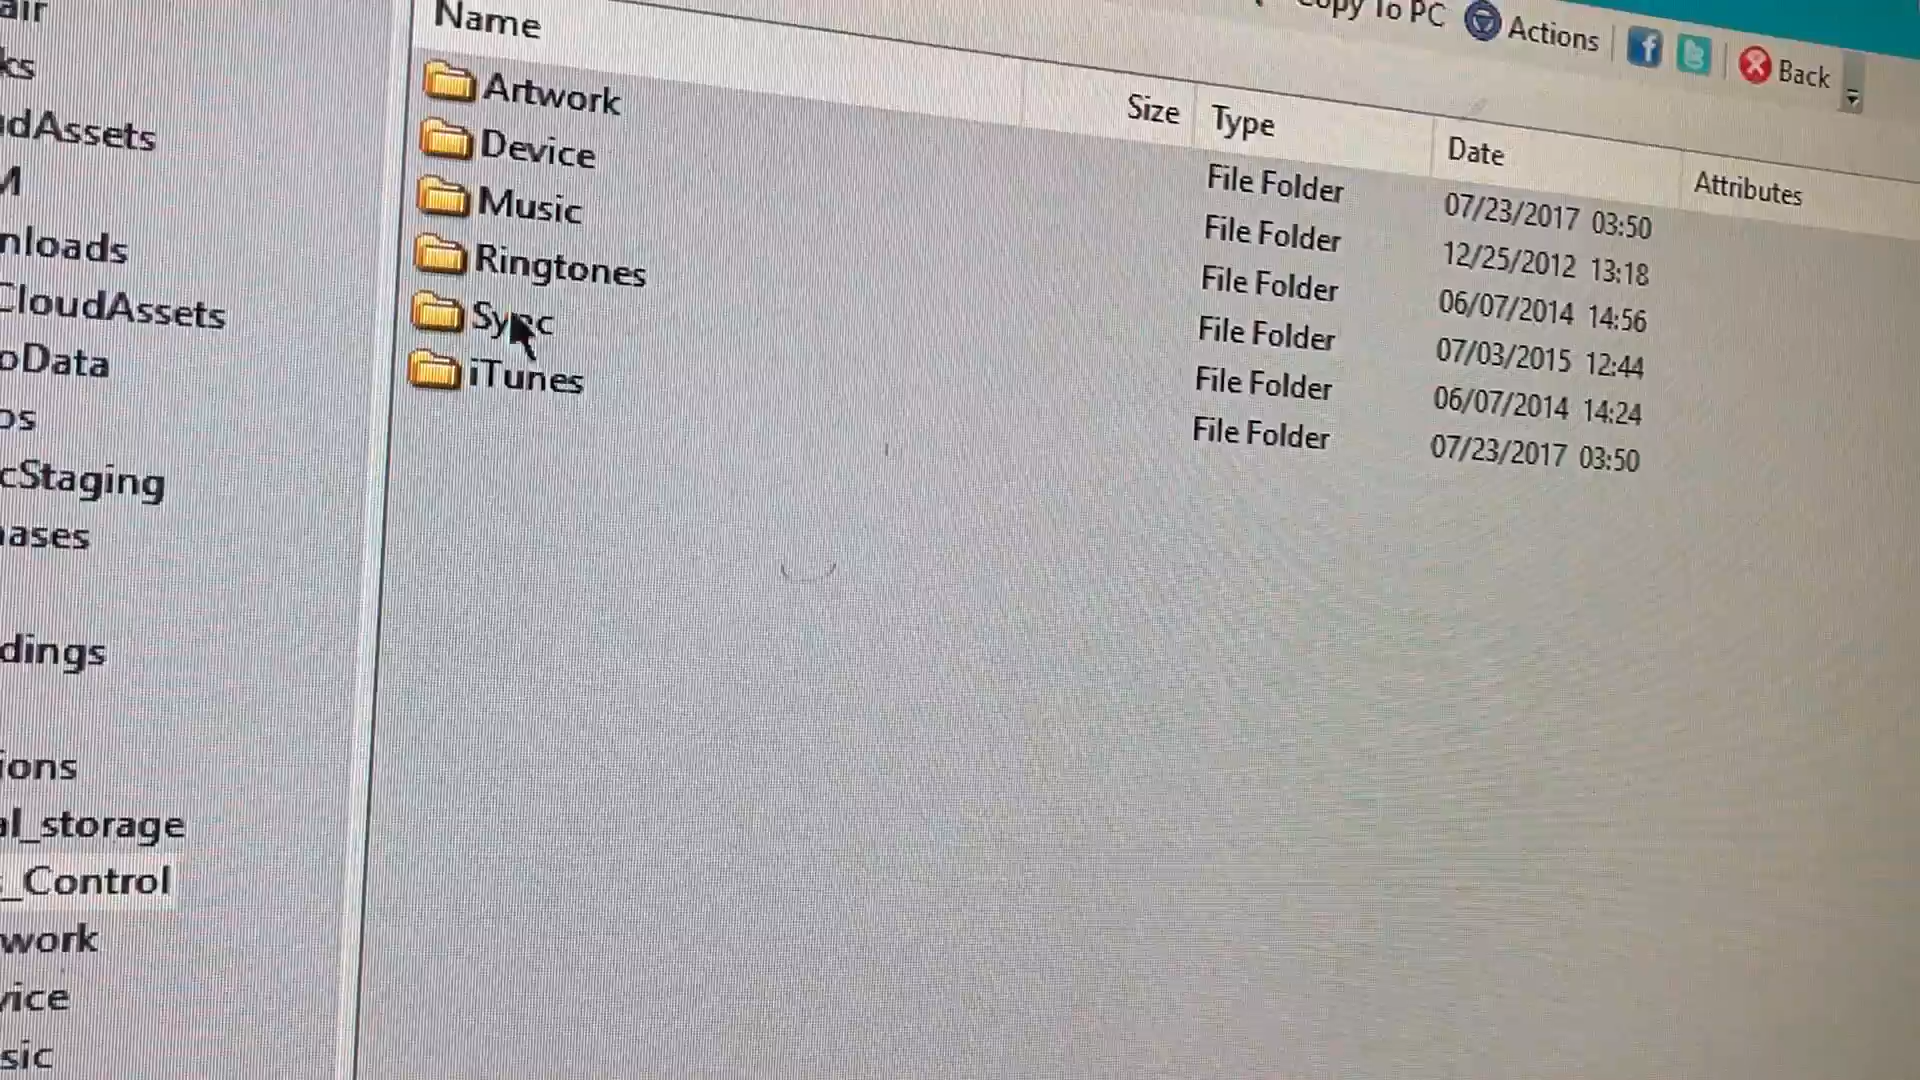 Name Size Type Date Attributes
To PC Actions Back
Artwork File Folder 07/23/2017 03:50
Device File Folder 12/25/2012 13:18
Music File Folder 06/07/2014 14:56
Ringtones File Folder 07/03/2015 12:44
Sync File Folder 06/07/2014 14:24
iTunes File Folder 07/23/2017 03:50
air
ks
dAssets
M
nloads
CloudAssets
oData
os
cStaging
ases
dings
ions
al_storage
_Control
work
vice
sic